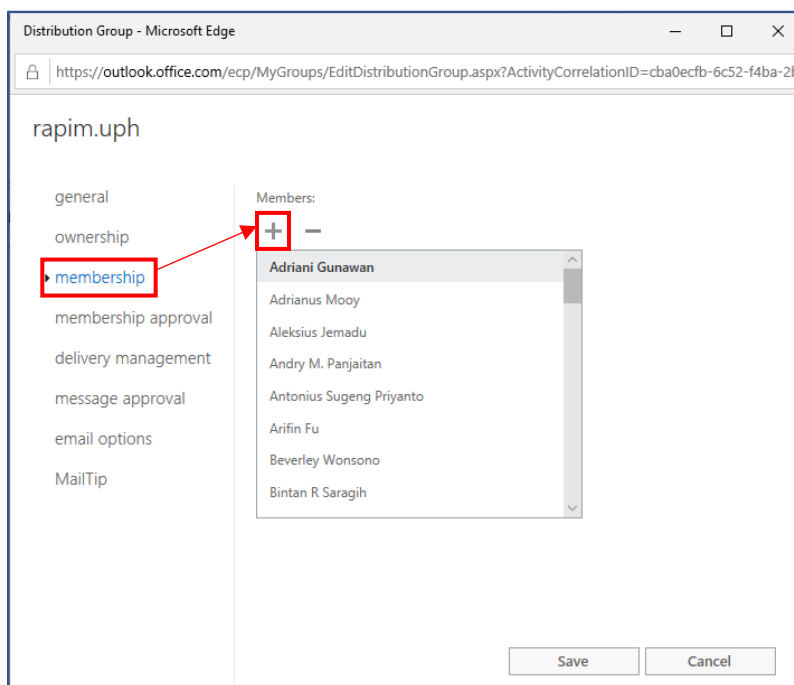 Distribution Group - Microsoft Edge
https://outlook.office.com/ecp/MyGroups/EditDistributionGroup.aspx?ActivityCorrelationID=cba0ecfb-6c52-f4ba-2b
rapim.uph
general
ownership
membership
membership approval
delivery management
message approval
email options
MailTip
Members:
Adriani Gunawan
Adrianus Mooy
Aleksius Jemadu
Andry M. Panjaitan
Antonius Sugeng Priyanto
Arifin Fu
Beverley Wonsono
Bintan R Saragih
Save Cancel